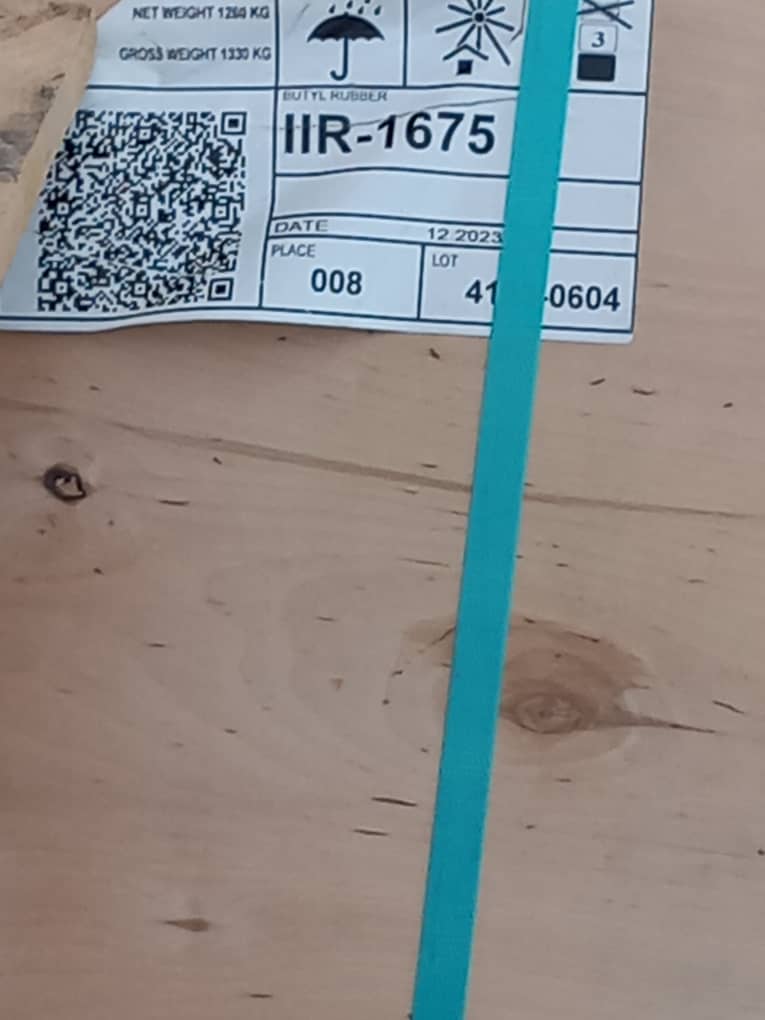 NET WEIGHT 1260 KG
GROSS WEIGHT 1330 KG
3
BUTYL RUBBER
IIR-1675
DATE 12 2023
PLACE
008
LOT
41 -0604